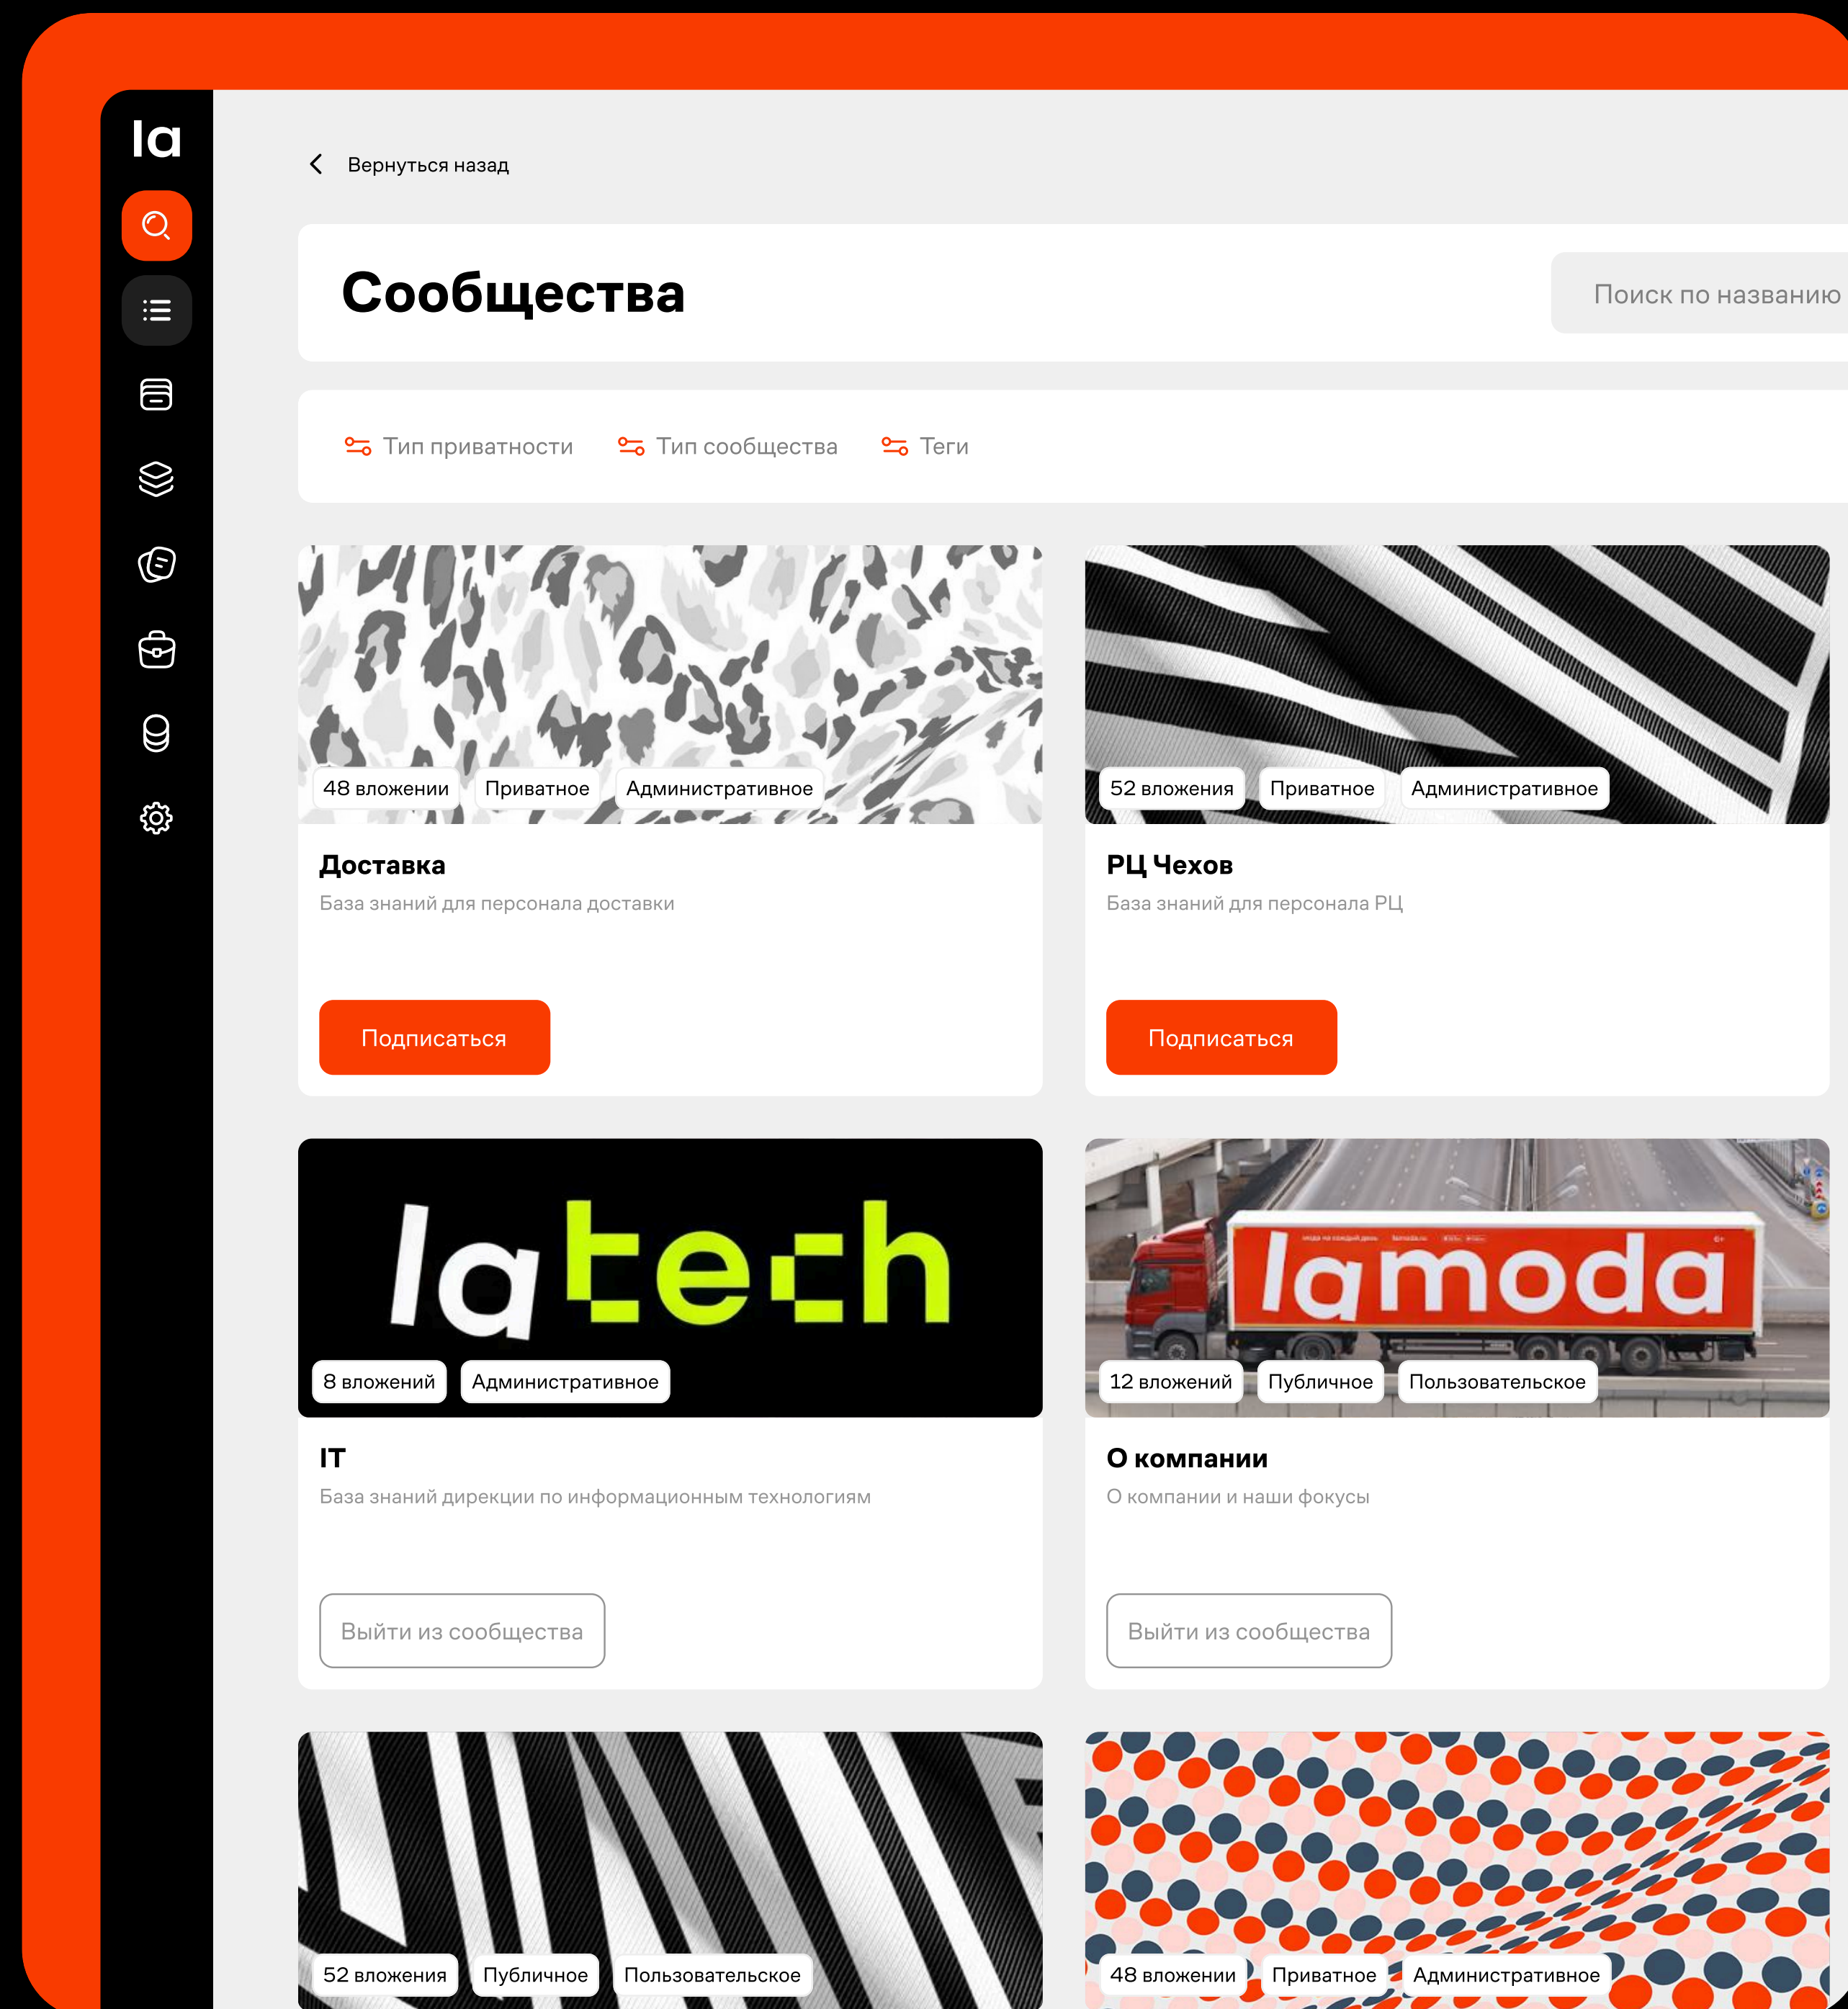 la
Вернуться назад
Сообщества
Поиск по названию
Тип приватности
Тип сообщества
Теги
48 вложении
Приватное
Административное
52 вложения
Приватное
Административное
Доставка
База знаний для персонала доставки
РЦ Чехов
База знаний для персонала РЦ
Подписаться
Подписаться
latech
lamoda
8 вложений
Административное
12 вложений
Публичное
Пользовательское
IT
База знаний дирекции по информационным технологиям
О компании
О компании и наши фокусы
Выйти из сообщества
Выйти из сообщества
52 вложения
Публичное
Пользовательское
48 вложении
Приватное
Административное